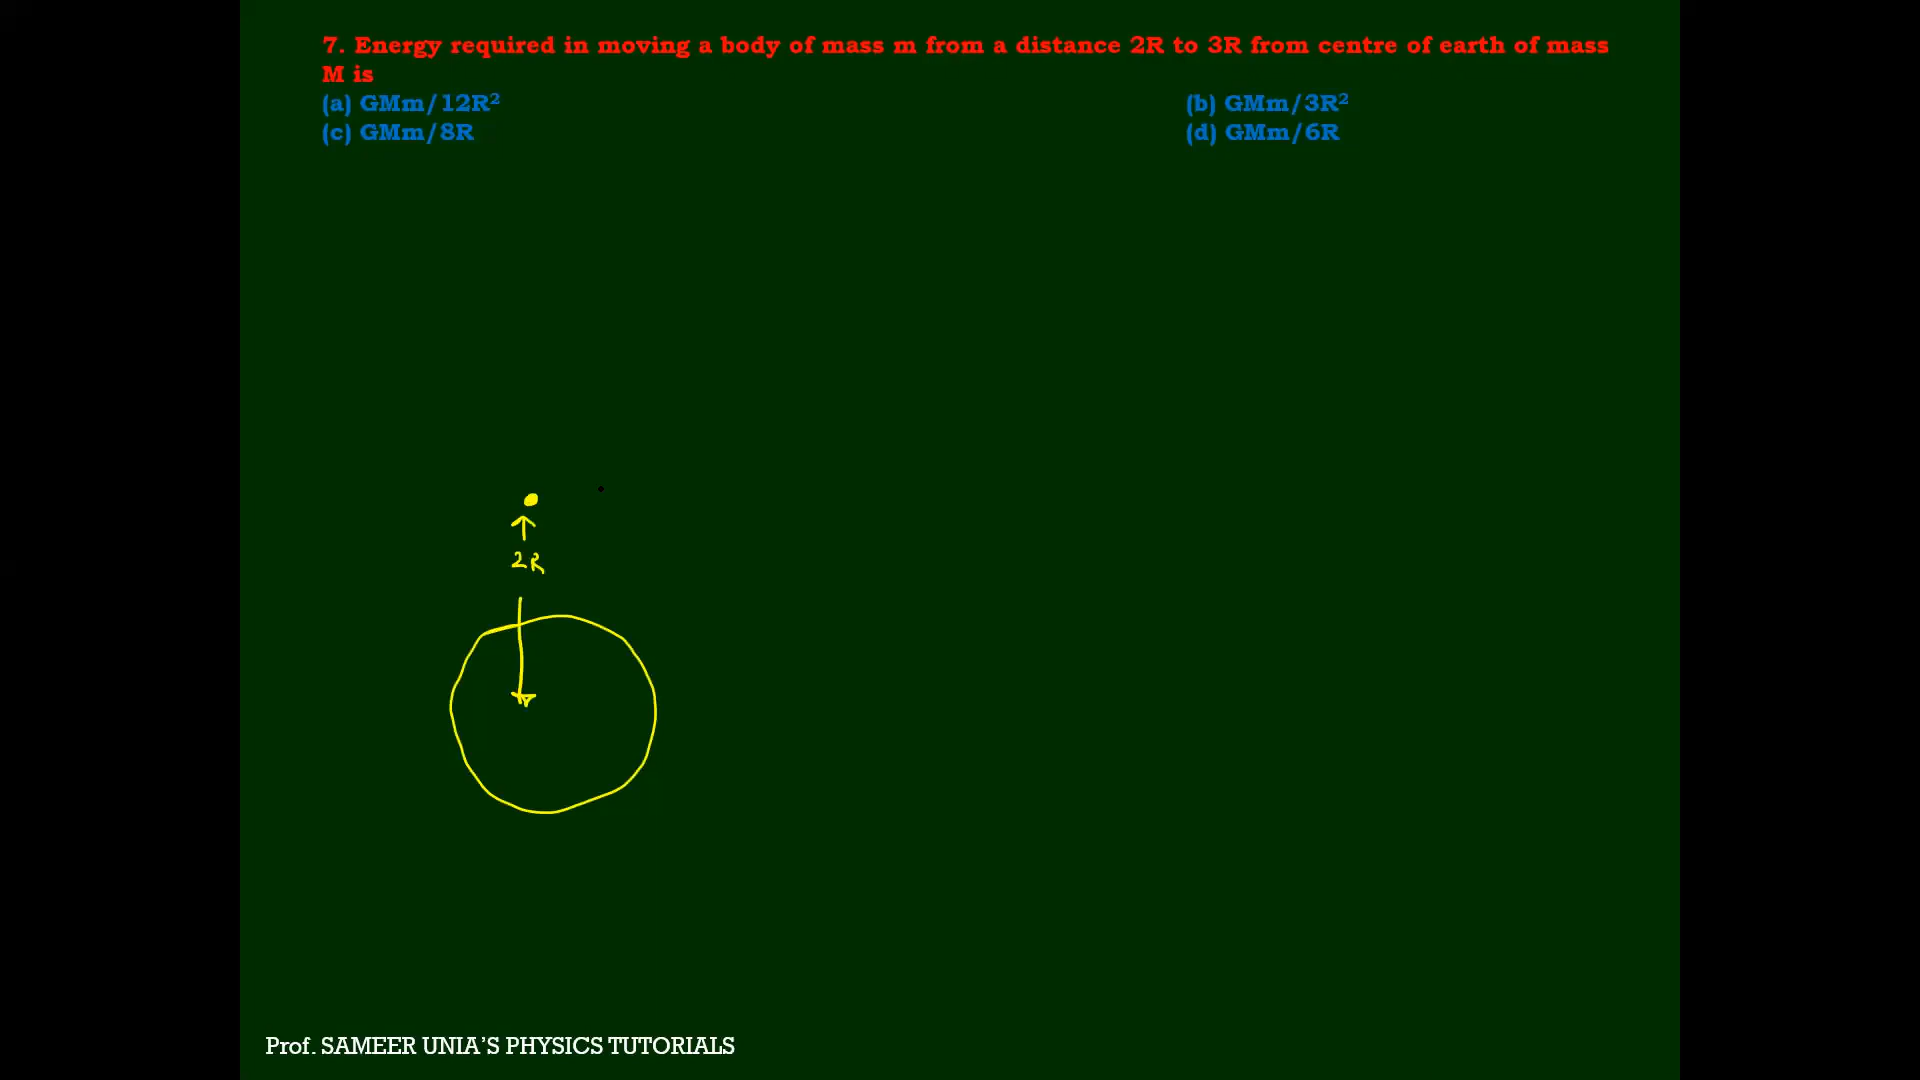 7. Energy required in moving a body of mass m from a distance 2R to 3R from centre of earth of mass
M is
(a) GMm/12R² (b) GMm/3R²
(c) GMm/8R (d) GMm/6R
2R
Prof. SAMEER UNIA'S PHYSICS TUTORIALS